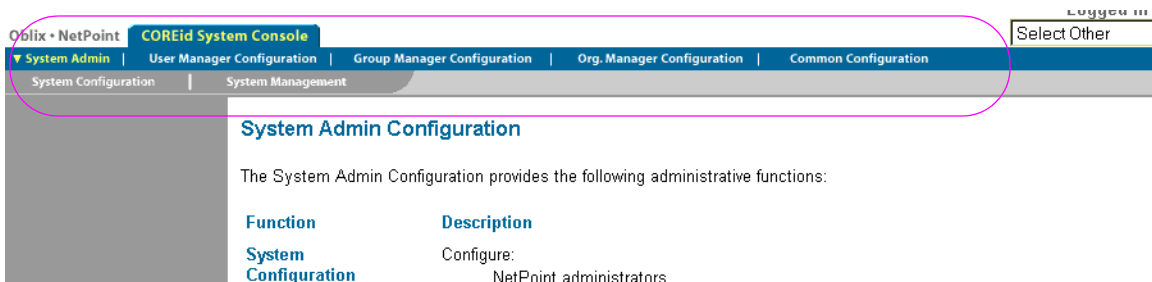 Logged in
Oblix • NetPoint COREid System Console Select Other
▼ System Admin | User Manager Configuration | Group Manager Configuration | Org. Manager Configuration | Common Configuration
System Configuration | System Management
System Admin Configuration
The System Admin Configuration provides the following administrative functions:
Function Description
System Configure:
Configuration NetPoint administrators